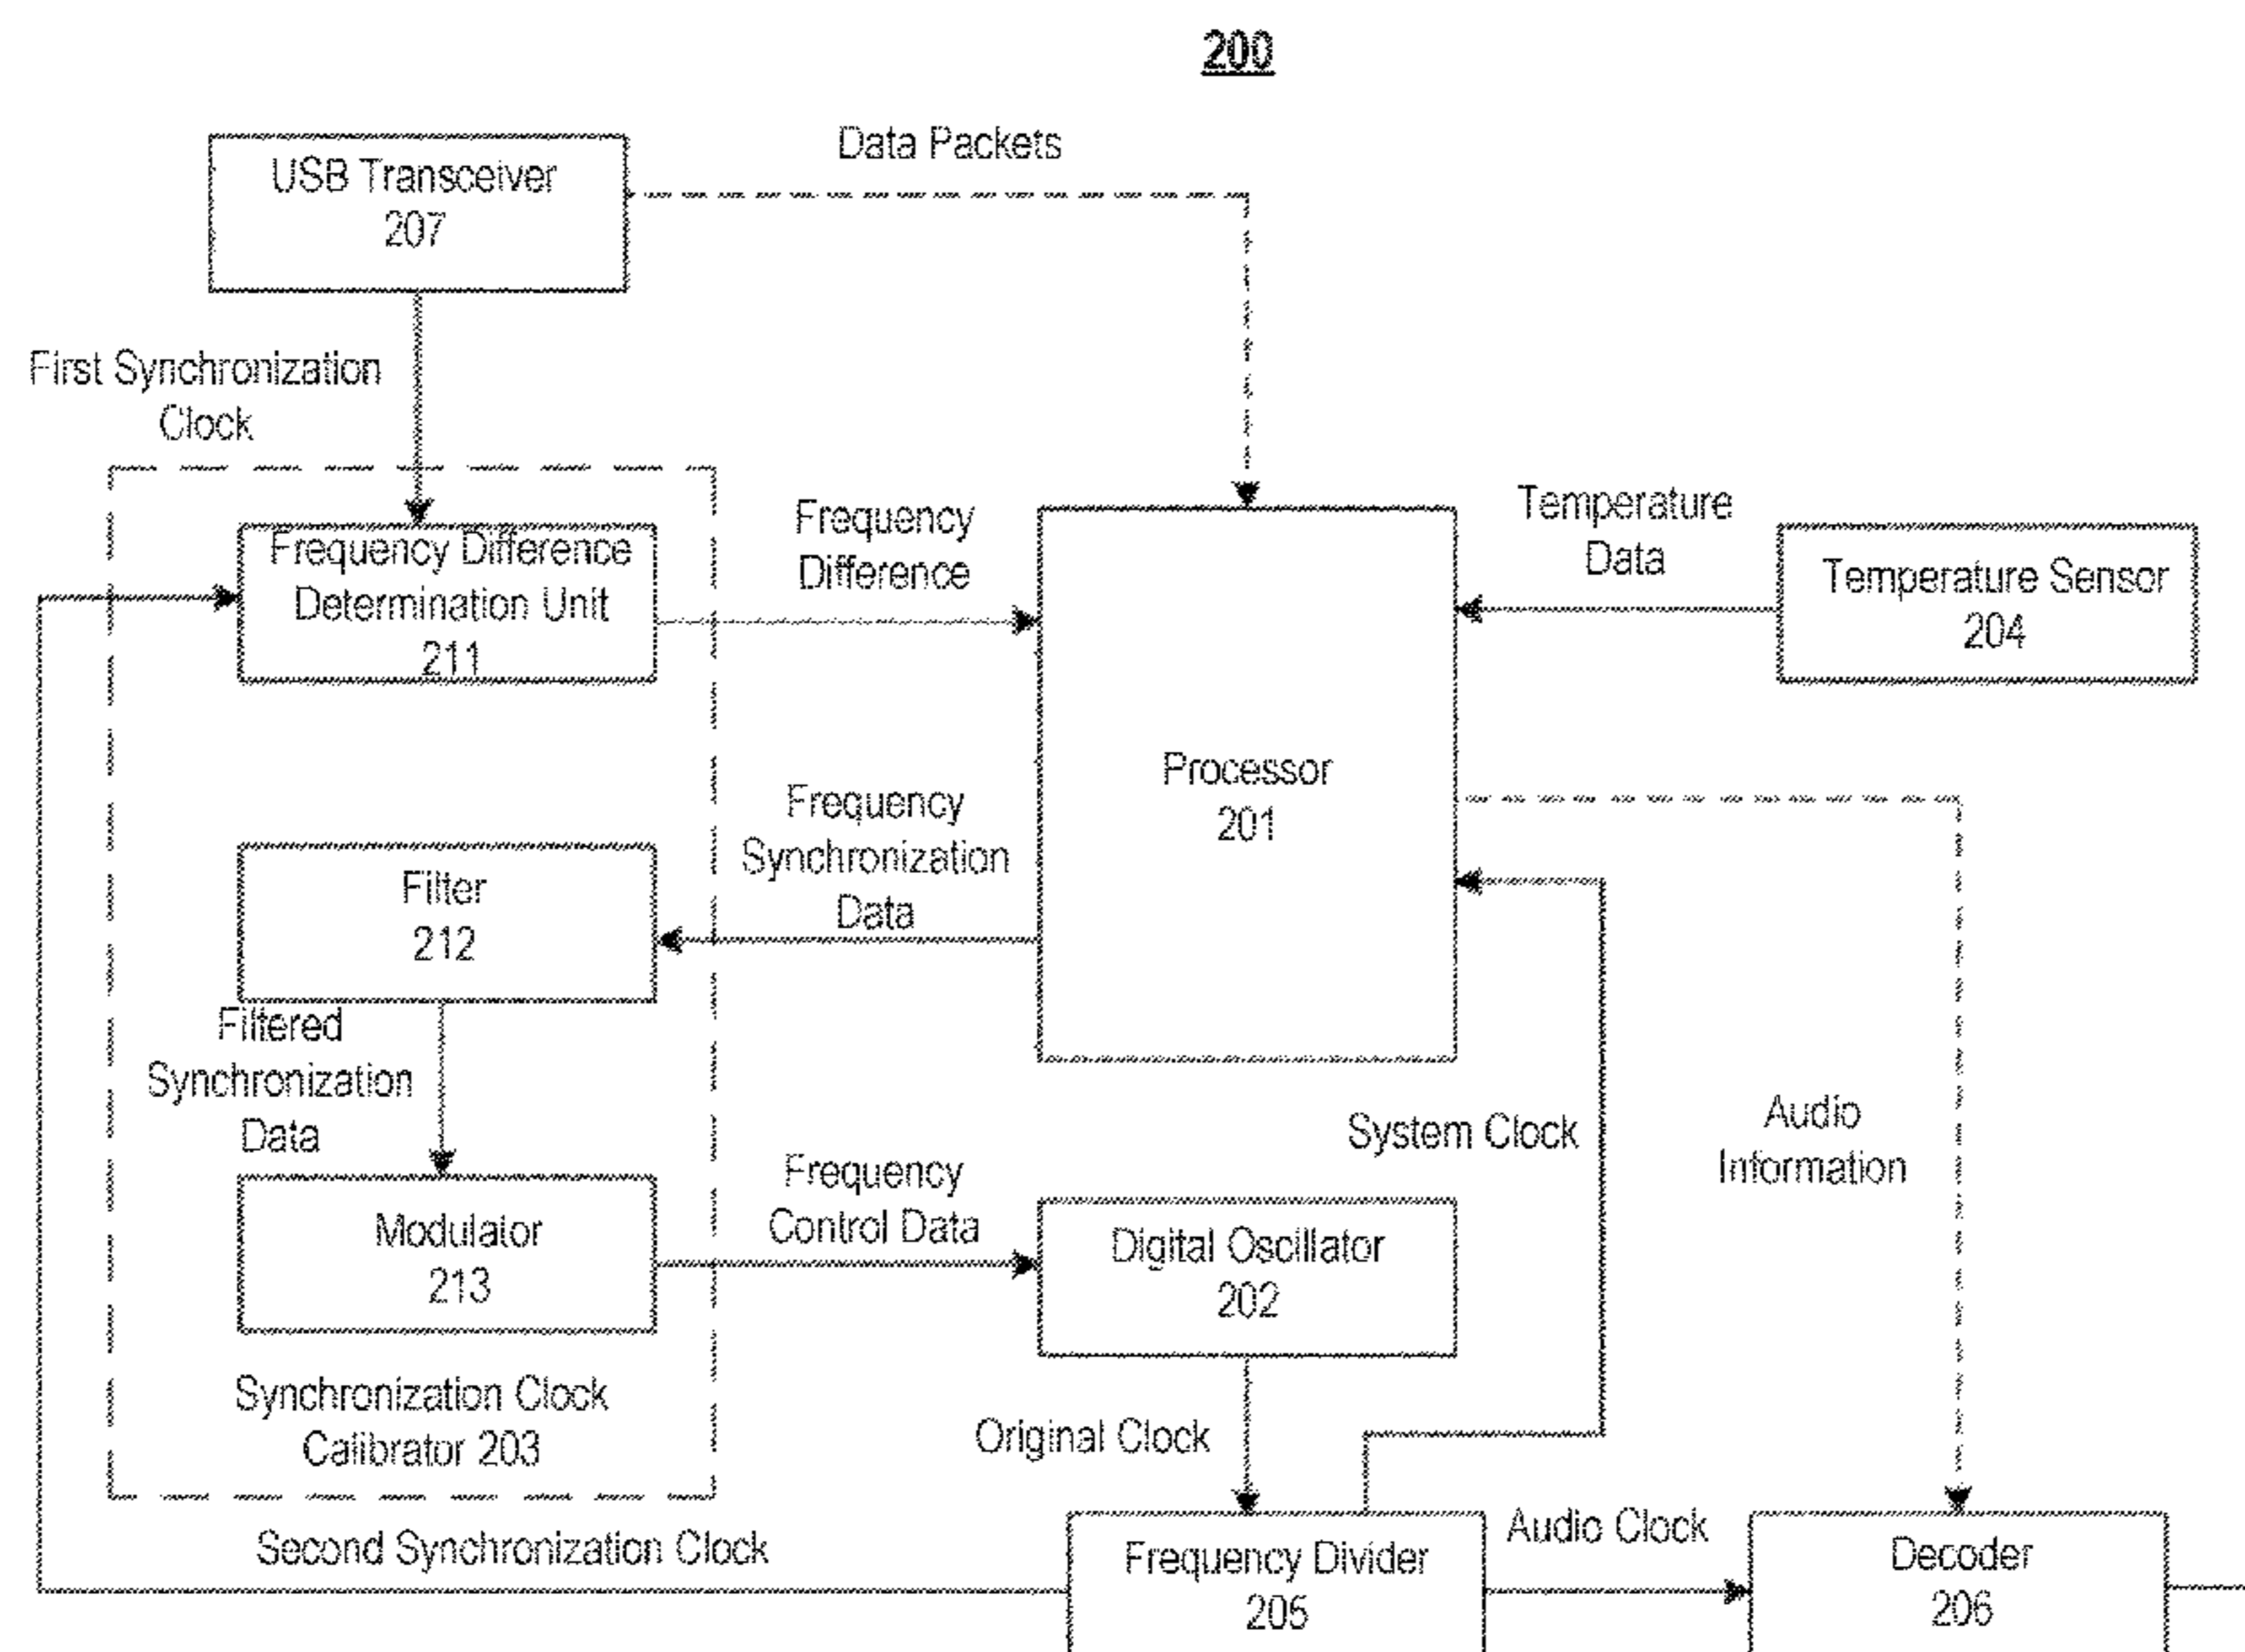 200
USB Transceiver
207
Data Packets
First Synchronization
Clock
Frequency Difference
Determination Unit
211
Frequency
Difference
Temperature
Data
Temperature Sensor
204
Processor
201
Frequency
Synchronization
Data
Filter
212
Filtered
Synchronization
Data
System Clock
Audio
Information
Modulator
213
Frequency
Control Data
Digital Oscillator
202
Synchronization Clock
Calibrator 203
Original Clock
Second Synchronization Clock
Frequency Divider
205
Audio Clock
Decoder
206